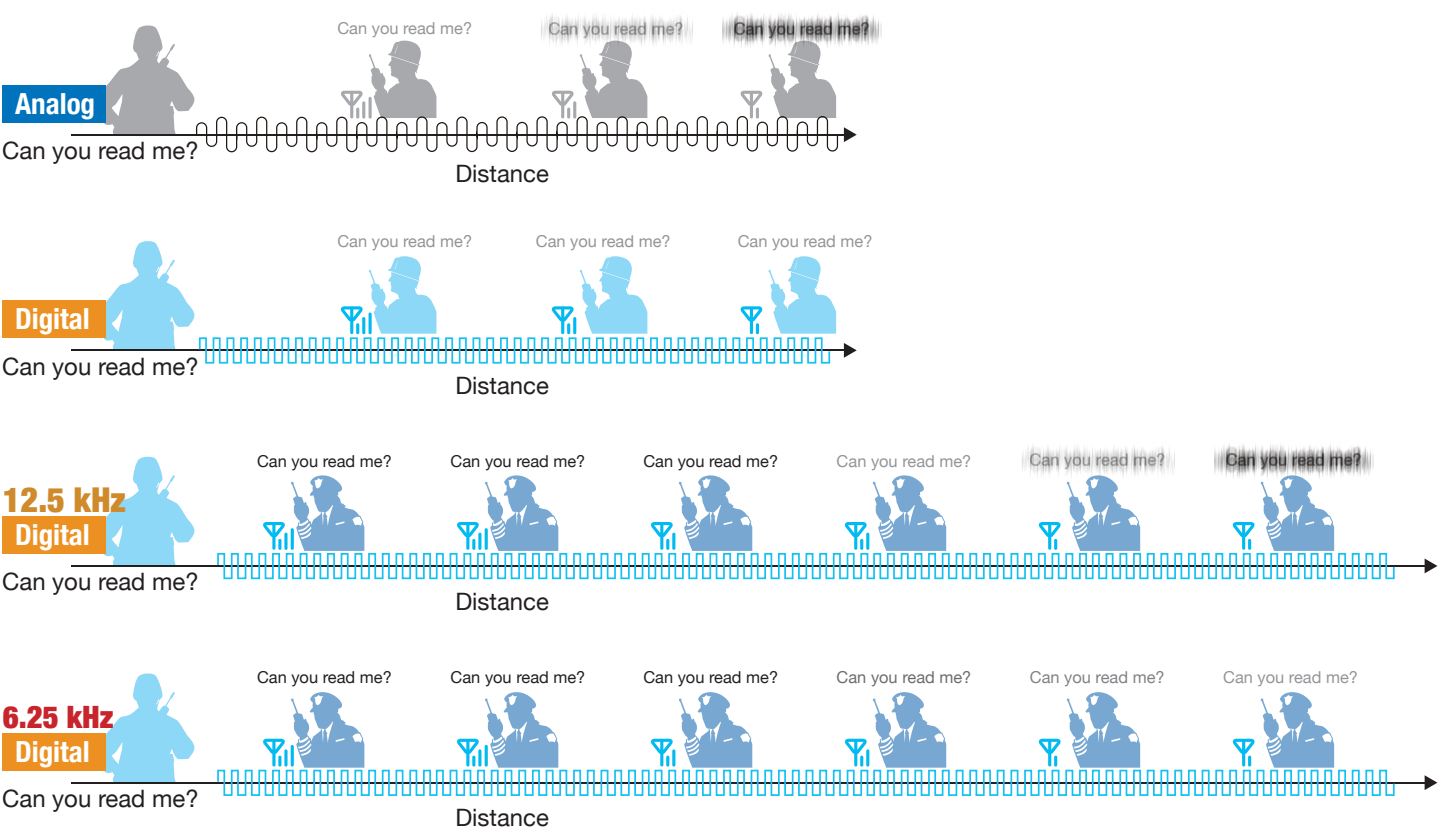 Can you read me? Can you read me? Can you read me?
Analog
Can you read me?
Distance
Can you read me? Can you read me? Can you read me?
Digital
Can you read me?
Distance
Can you read me? Can you read me? Can you read me? Can you read me? Can you read me? Can you read me?
12.5 kHz
Digital
Can you read me?
Distance
Can you read me? Can you read me? Can you read me? Can you read me? Can you read me? Can you read me?
6.25 kHz
Digital
Can you read me?
Distance